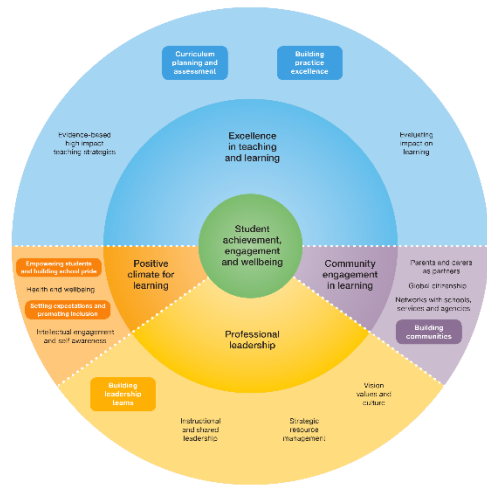 Curriculum
planning and
assessment
Building
practice
excellence
Evidence-based
high impact
teaching strategies
Excellence
in teaching
and learning
Evaluating
impact on
learning
Student
achievement,
engagement
and wellbeing
Empowering students
and building school pride
Health and wellbeing
Setting expectations and
promoting inclusion
Intellectual engagement
and self awareness
Positive
climate for
learning
Community
engagement
in learning
Parents and carers
as partners
Global citizenship
Networks with schools,
services and agencies
Building
communities
Professional
leadership
Building
leadership
teams
Instructional
and shared
leadership
Strategic
resource
management
Vision
values and
culture